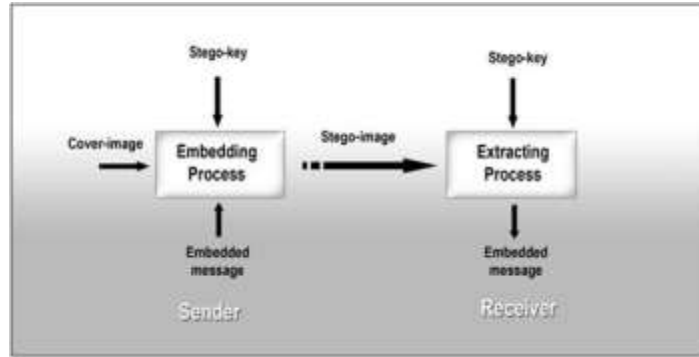 Stego-key
Stego-key
Cover-image
Embedding
Process
Stego-image
Extracting
Process
Embedded
message
Embedded
message
Sender
Receiver